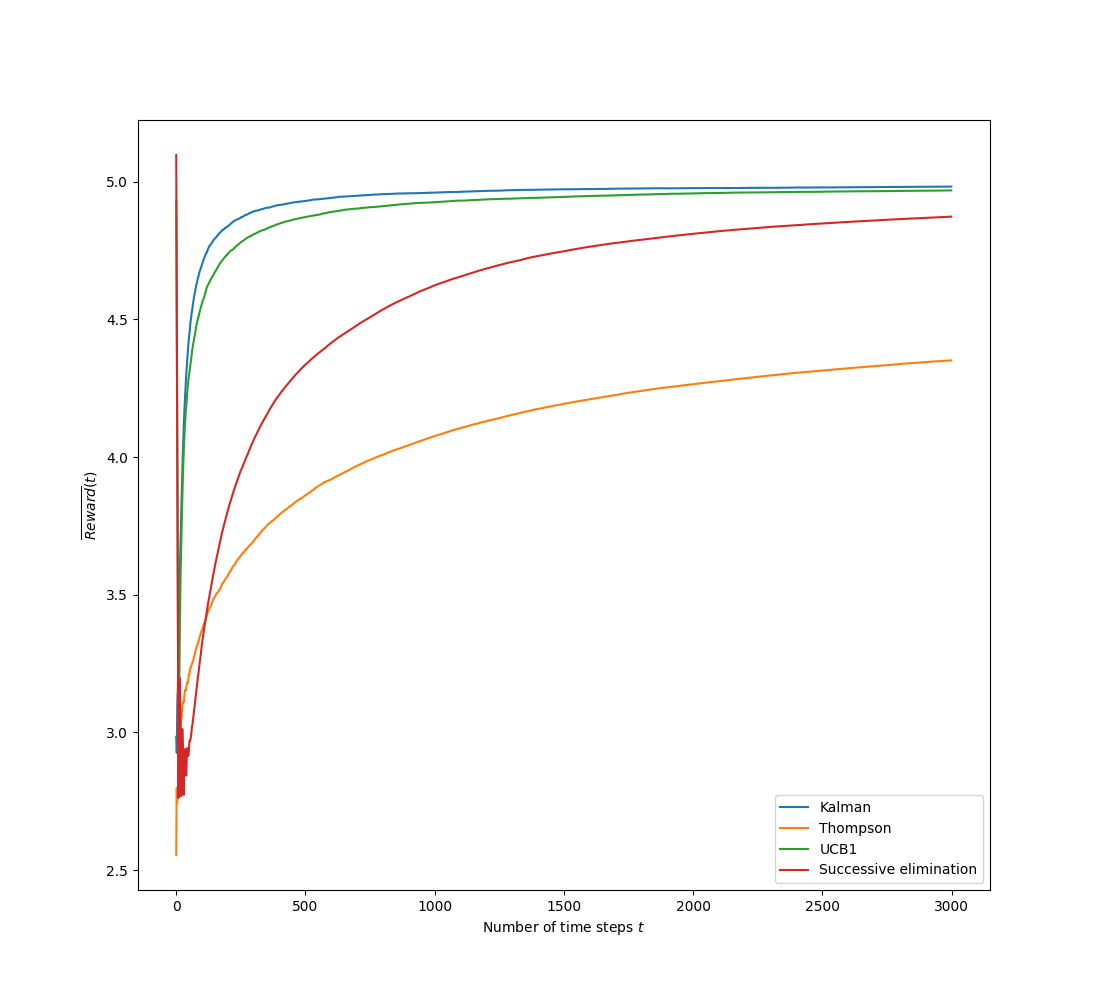 5.0
4.5
4.0
3.5
3.0
2.5
Reward(t)
0 500 1000 1500 2000 2500 3000
Number of time steps t
Kalman
Thompson
UCB1
Successive elimination